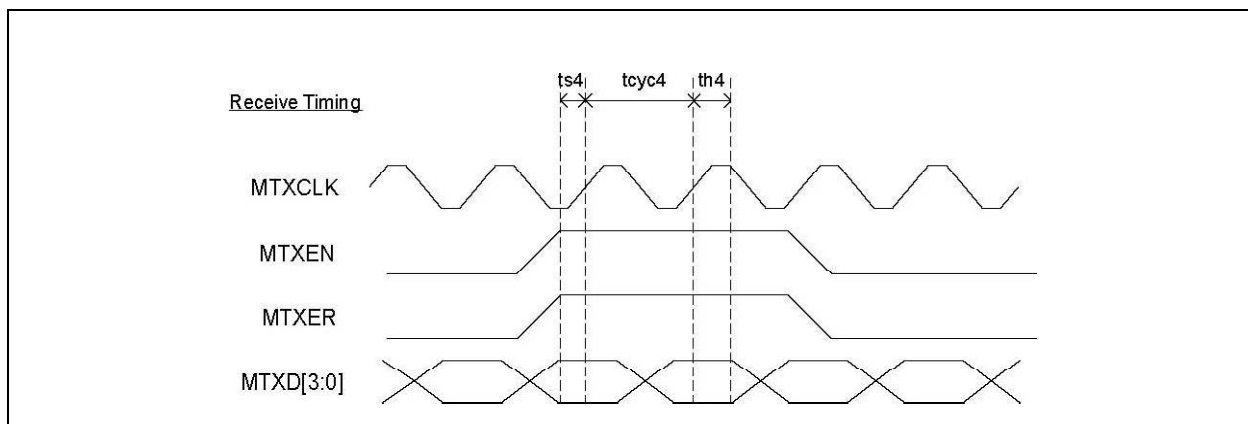 ts4 tcyc4 th4
Receive Timing
MTXCLK
MTXEN
MTXER
MTXD[3:0]